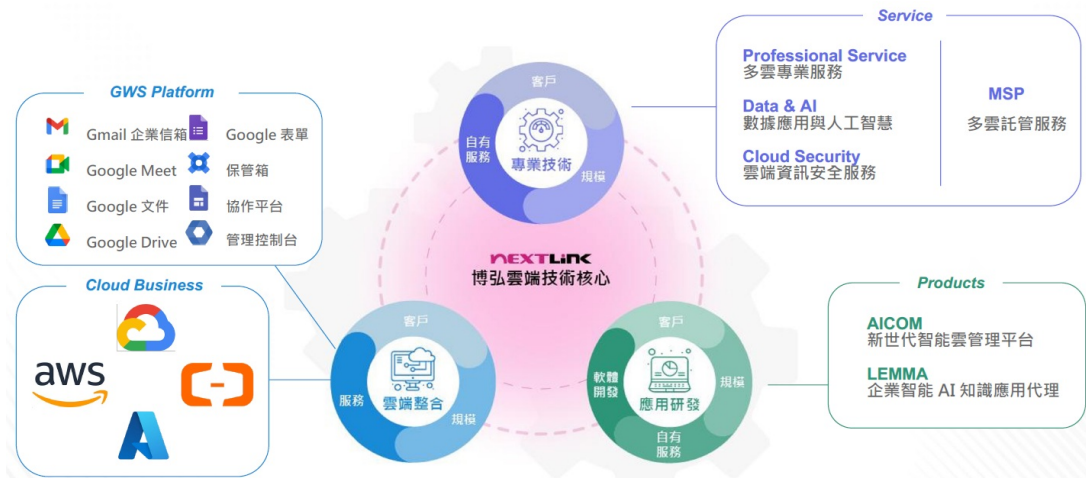 Service
Professional Service
多雲專業服務
Data & AI
數據應用與人工智慧
Cloud Security
雲端資訊安全服務
MSP
多雲託管服務
客戶
自有
服務
專業技術
規模
GWS Platform
Gmail 企業信箱
Google 表單
Google Meet
保管箱
Google 文件
協作平台
Google Drive
管理控制台
NEXTLINK
博弘雲端技術核心
Cloud Business
aws
客戶
服務
雲端整合
規模
客戶
軟體
開發
應用研發
規模
自有
服務
Products
AICOM
新世代智能雲管理平台
LEMMA
企業智能 AI 知識應用代理